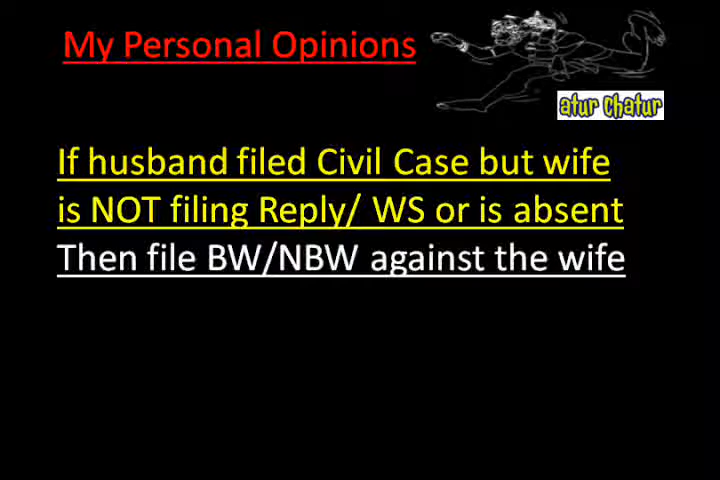 My Personal Opinions
atur chatur
If husband filed Civil Case but wife
is NOT filing Reply/ WS or is absent
Then file BW/NBW against the wife